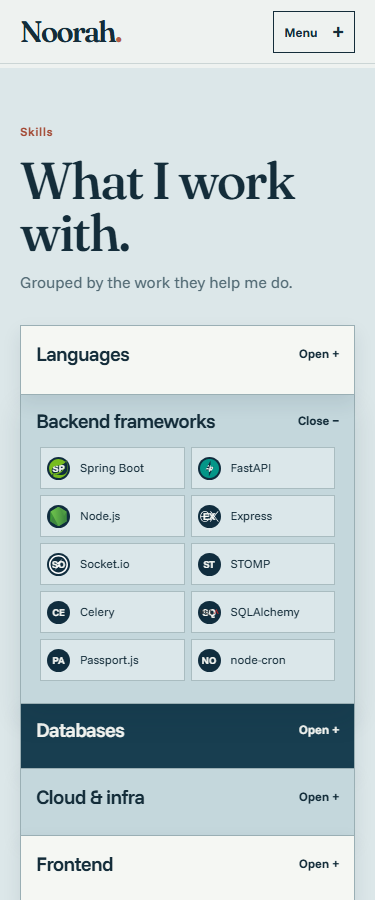 Noorah.
Menu +
Skills
What I work
with.
Grouped by the work they help me do.
Languages
Open +
Backend frameworks
Close −
SP Spring Boot
FastAPI
Node.js
EX Express
SO Socket.io
ST STOMP
CE Celery
SQ SQLAlchemy
PA Passport.js
NO node-cron
Databases
Open +
Cloud & infra
Open +
Frontend
Open +